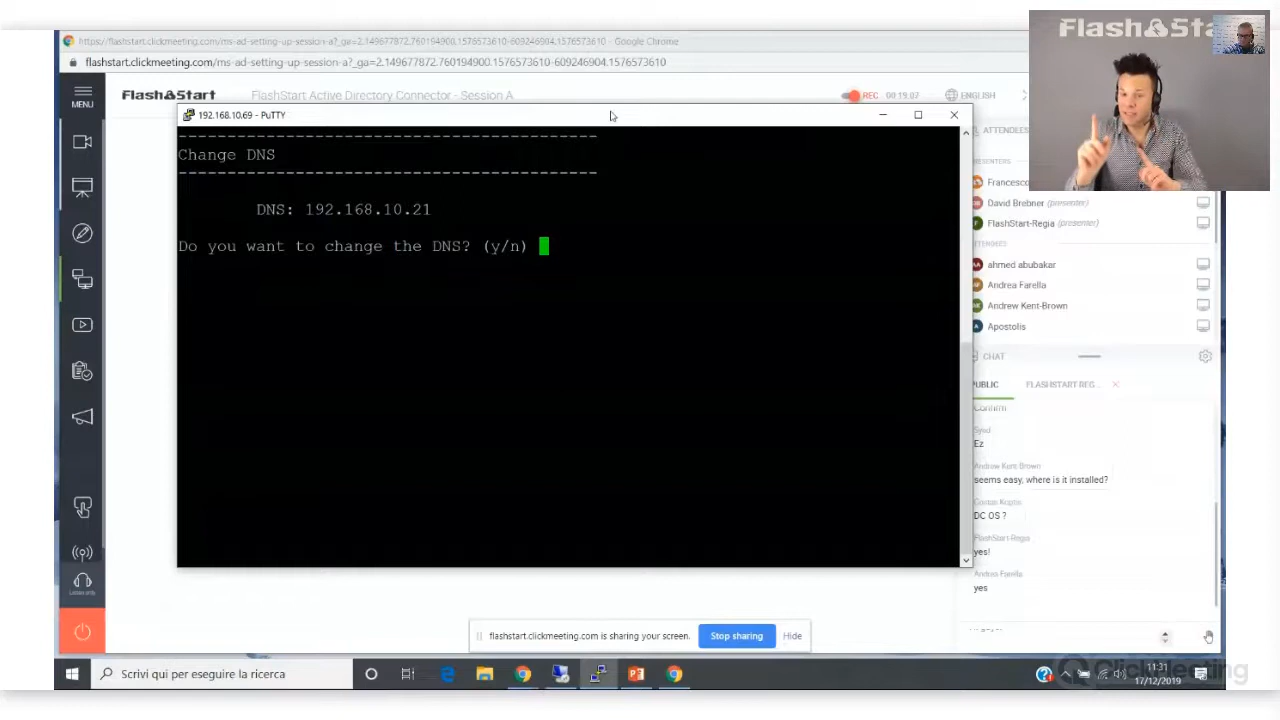 https://flashstart.clickmeeting.com/ms-ad-setting-up-session-a?_ga=2.149677872.760194900.1576573610-609246904.1576573610 - Google Chrome
flashstart.clickmeeting.com/ms-ad-setting-up-session-a?_ga=2.149677872.760194900.1576573610-609246904.1576573610
MENU
FlashStart
FlashStart Active Directory Connector - Session A
REC
00:19:07
ENGLISH
FlashSta
192.168.10.69 - PuTTY
Change DNS
DNS: 192.168.10.21
Do you want to change the DNS? (y/n)
ATTENDEES
PRESENTERS
Francesco
David Brebner (presenter)
FlashStart-Regia (presenter)
ATTENDEES
ahmed abubakar
Andrea Farella
Andrew Kent-Brown
Apostolis
CHAT
PUBLIC
FLASHSTART REG...
Confirm
Syed
Ez
Andrew Kent-Brown
seems easy, where is it installed?
DC OS ?
FlashStart-Regia
yes!
Andrea Farella
yes
Listen only
flashstart.clickmeeting.com is sharing your screen.
Stop sharing
Hide
Scrivi qui per eseguire la ricerca
11:31
17/12/2019
ClickMeeting